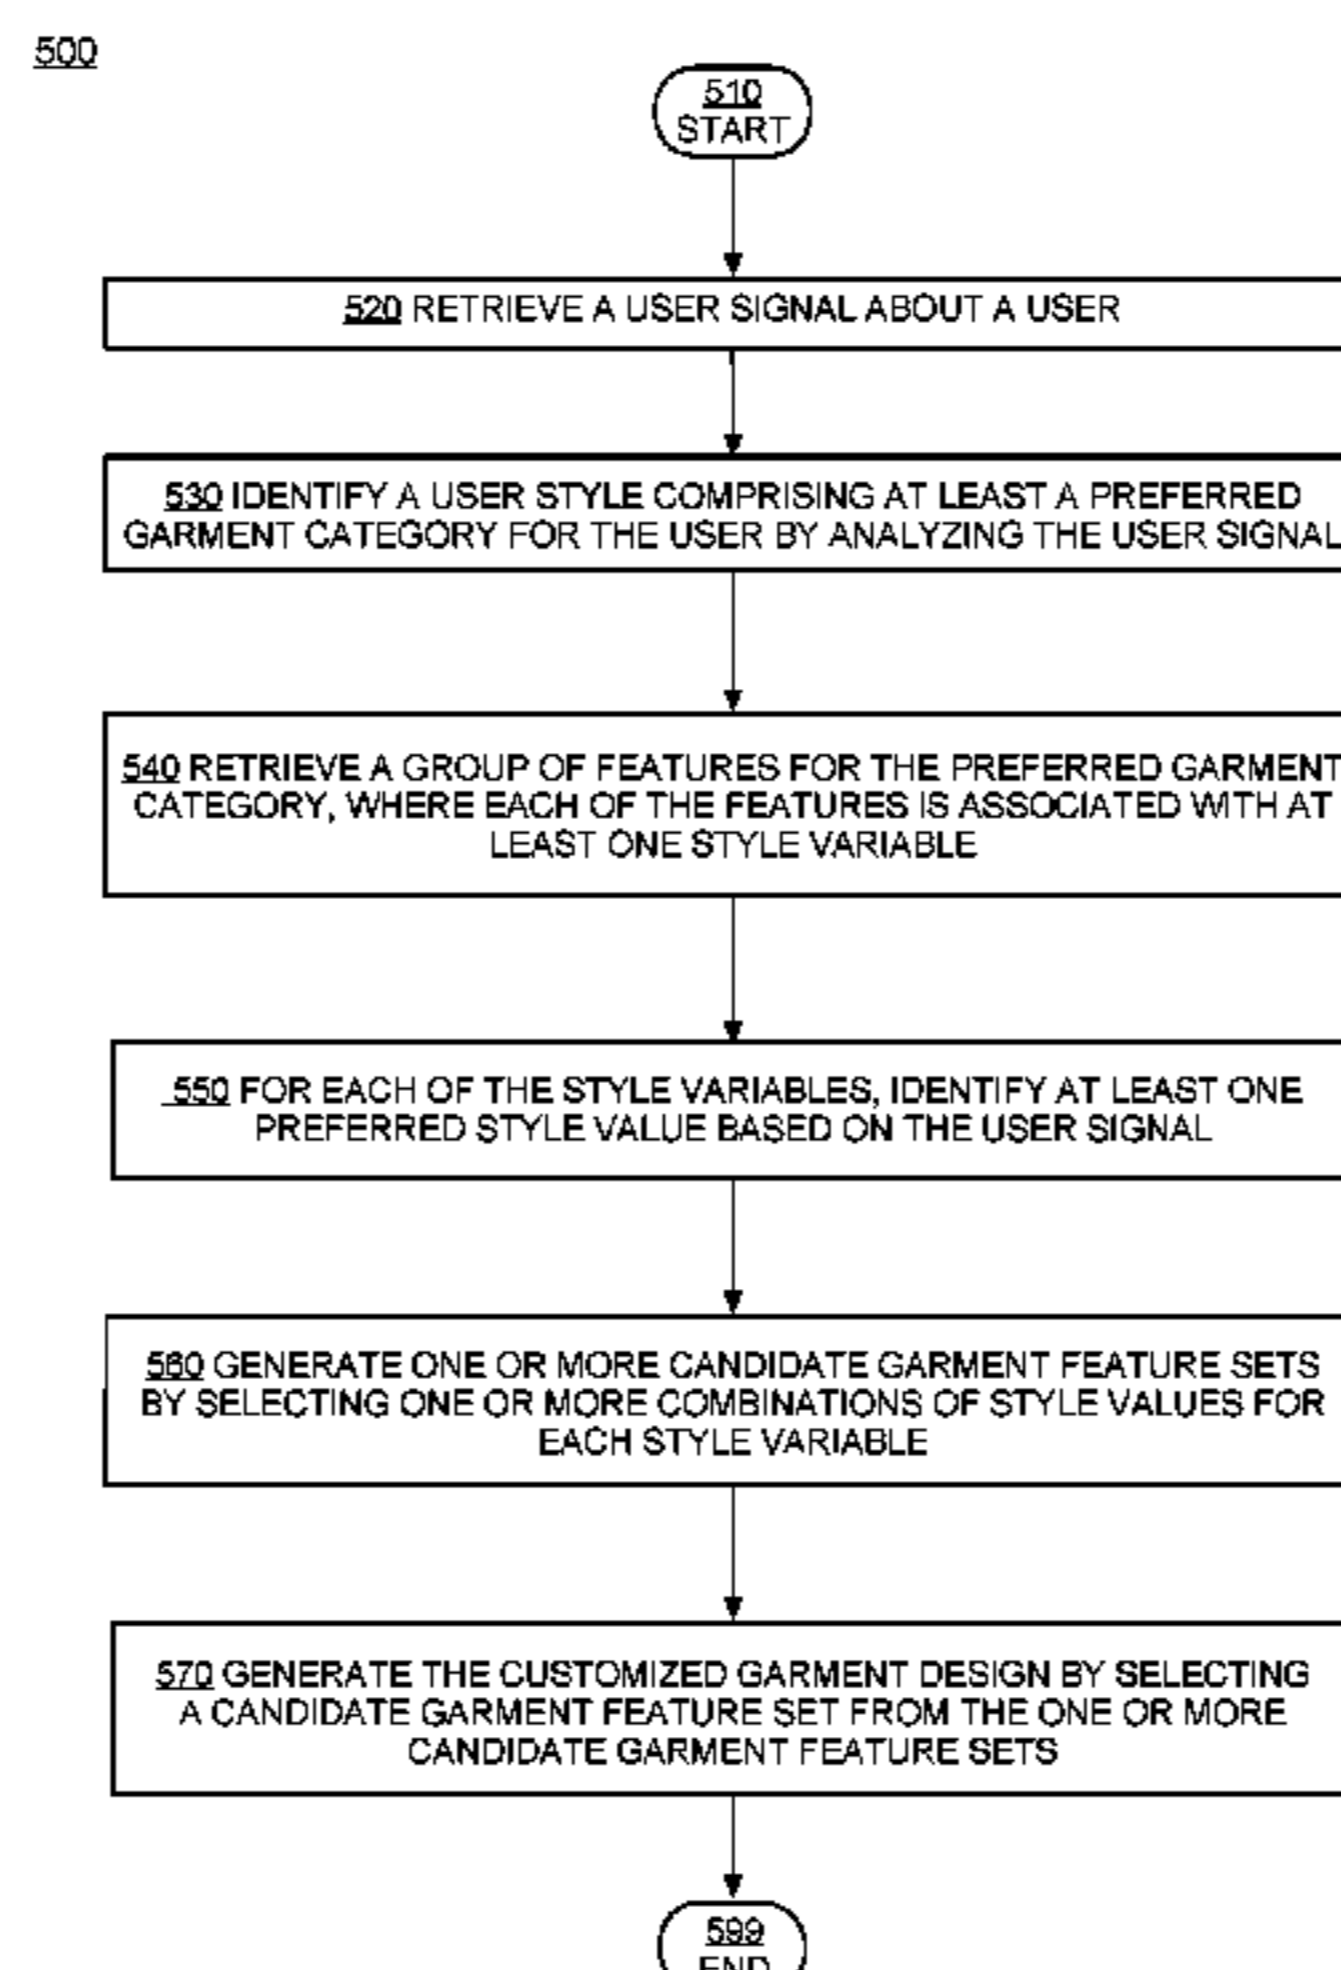 500
510
START
520 RETRIEVE A USER SIGNAL ABOUT A USER
530 IDENTIFY A USER STYLE COMPRISING AT LEAST A PREFERRED
GARMENT CATEGORY FOR THE USER BY ANALYZING THE USER SIGNAL
540 RETRIEVE A GROUP OF FEATURES FOR THE PREFERRED GARMENT
CATEGORY, WHERE EACH OF THE FEATURES IS ASSOCIATED WITH AT
LEAST ONE STYLE VARIABLE
550 FOR EACH OF THE STYLE VARIABLES, IDENTIFY AT LEAST ONE
PREFERRED STYLE VALUE BASED ON THE USER SIGNAL
560 GENERATE ONE OR MORE CANDIDATE GARMENT FEATURE SETS
BY SELECTING ONE OR MORE COMBINATIONS OF STYLE VALUES FOR
EACH STYLE VARIABLE
570 GENERATE THE CUSTOMIZED GARMENT DESIGN BY SELECTING
A CANDIDATE GARMENT FEATURE SET FROM THE ONE OR MORE
CANDIDATE GARMENT FEATURE SETS
599
END